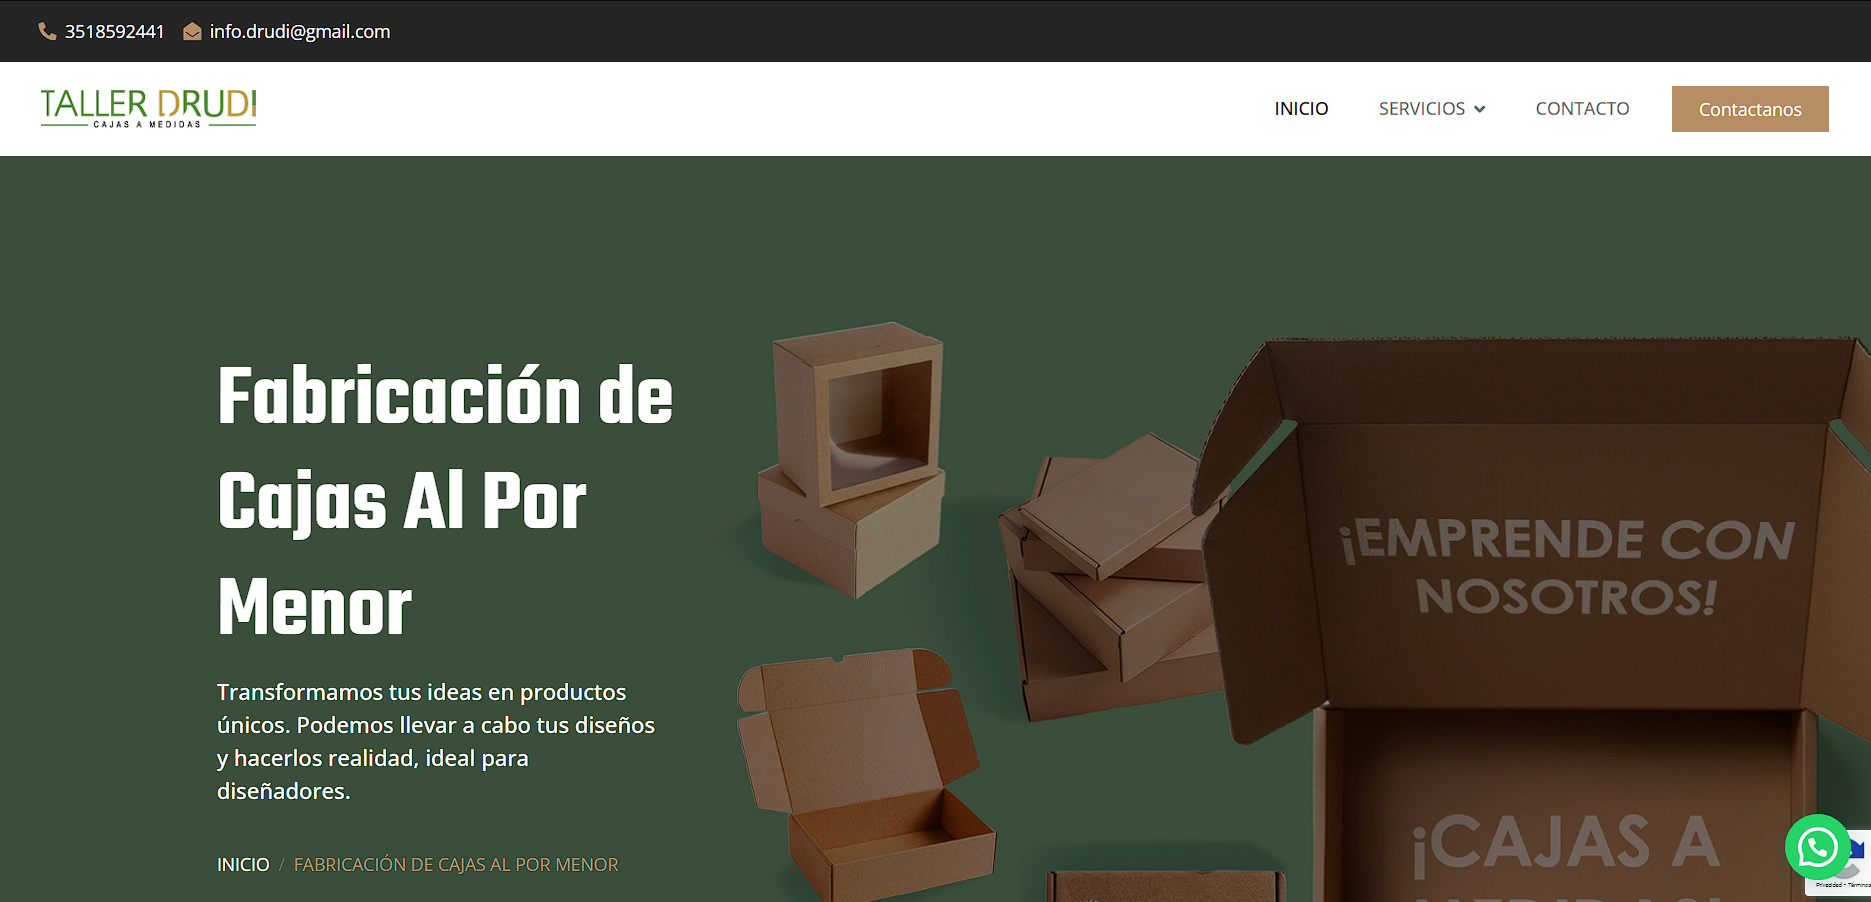 3518592441 info.drudi@gmail.com
TALLER DRUDI
CAJAS A MEDIDAS
INICIO SERVICIOS CONTACTO Contactanos
Fabricación de
Cajas Al Por
Menor
¡EMPRENDE CON
NOSOTROS!
Transformamos tus ideas en productos
únicos. Podemos llevar a cabo tus diseños
y hacerlos realidad, ideal para
diseñadores.
INICIO / FABRICACIÓN DE CAJAS AL POR MENOR
¡CAJAS A
Privacidad - Términos